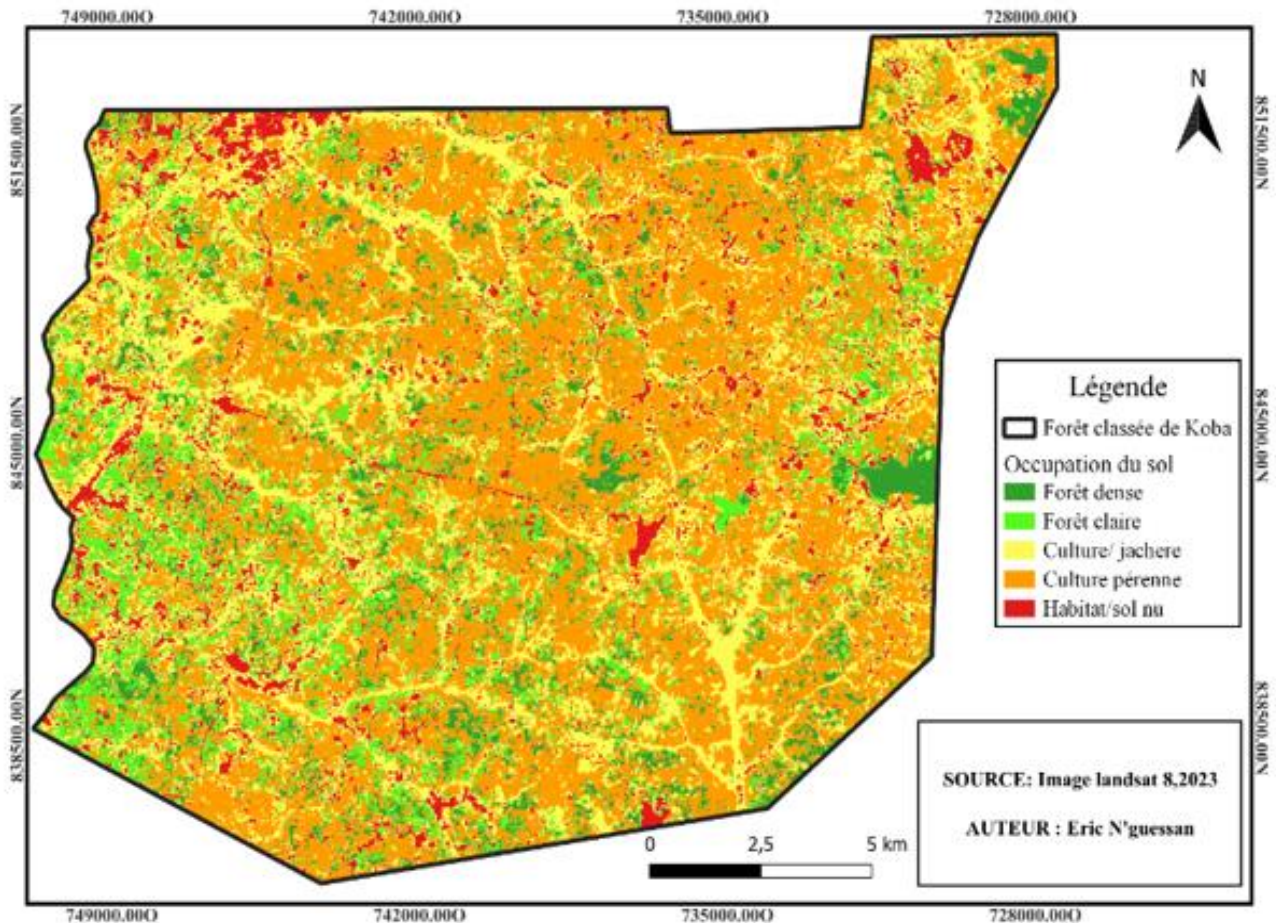 749000.00O 742000.00O 735000.00O 728000.00O
N
851500.00N 851500.00N
845000.00N 845000.00N
838500.00N 838500.00N
Légende
Forêt classée de Koba
Occupation du sol
Forêt dense
Forêt claire
Culture/ jachere
Culture pérenne
Habitat/sol nu
SOURCE: Image landsat 8,2023
AUTEUR : Eric N'guessan
0 2,5 5 km
749000.00O 742000.00O 735000.00O 728000.00O